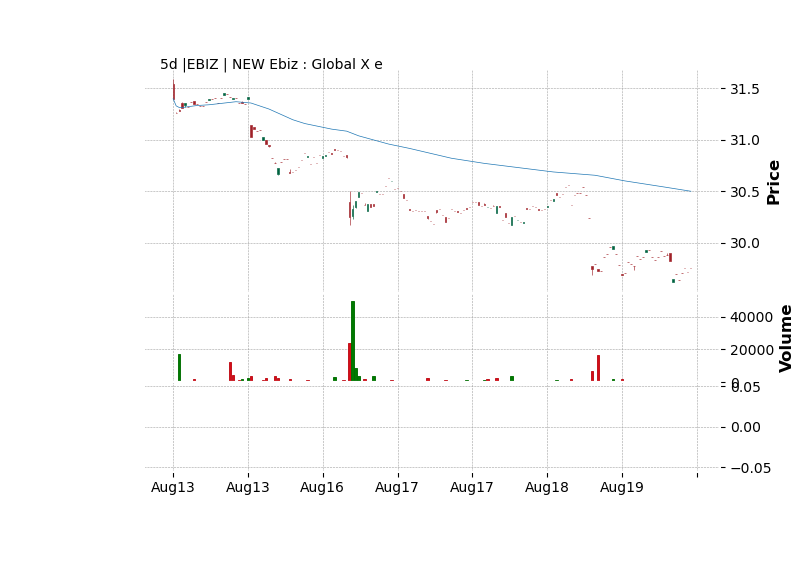 5d |EBIZ | NEW Ebiz : Global X e
31.5
31.0
30.5
30.0
Price
40000
20000
0
Volume
0.05
0.00
−0.05
Aug13 Aug13 Aug16 Aug17 Aug17 Aug18 Aug19